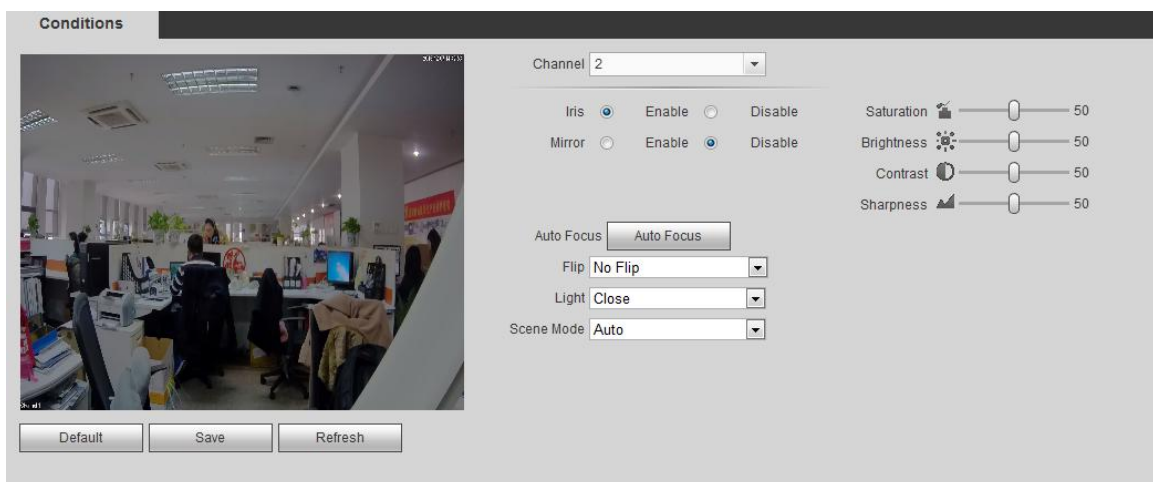 Conditions
Channel 2
Iris Enable Disable
Mirror Enable Disable
Saturation 50
Brightness 50
Contrast 50
Sharpness 50
Auto Focus Auto Focus
Flip No Flip
Light Close
Scene Mode Auto
Default Save Refresh